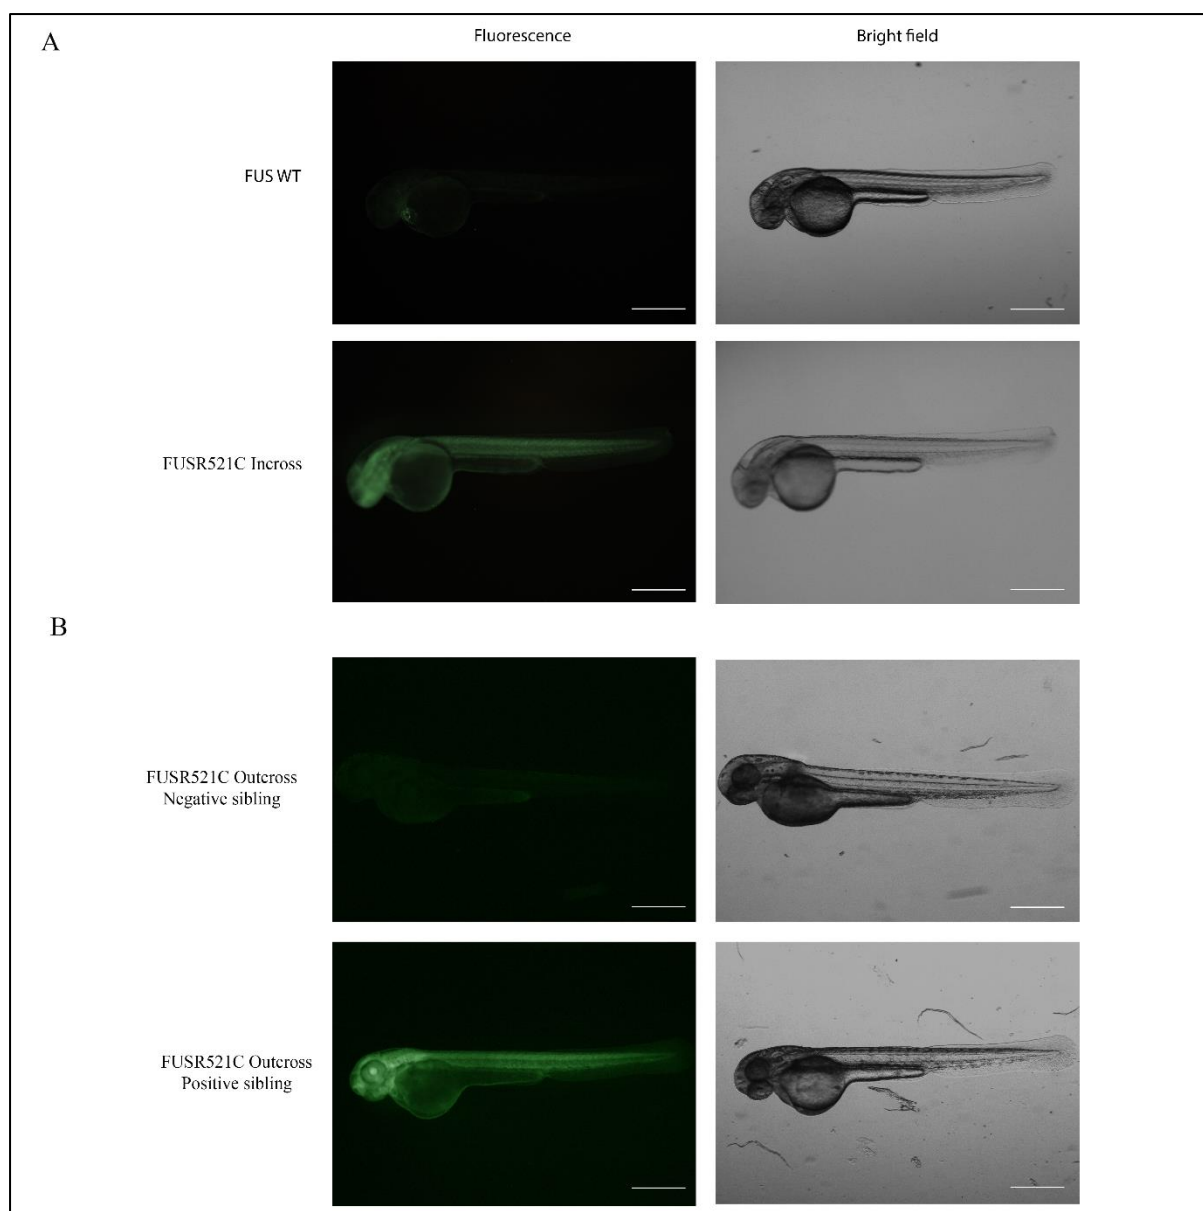 A
Fluorescence
Bright field
FUS WT
FUSR521C Incross
B
FUSR521C Outcross
Negative sibling
FUSR521C Outcross
Positive sibling